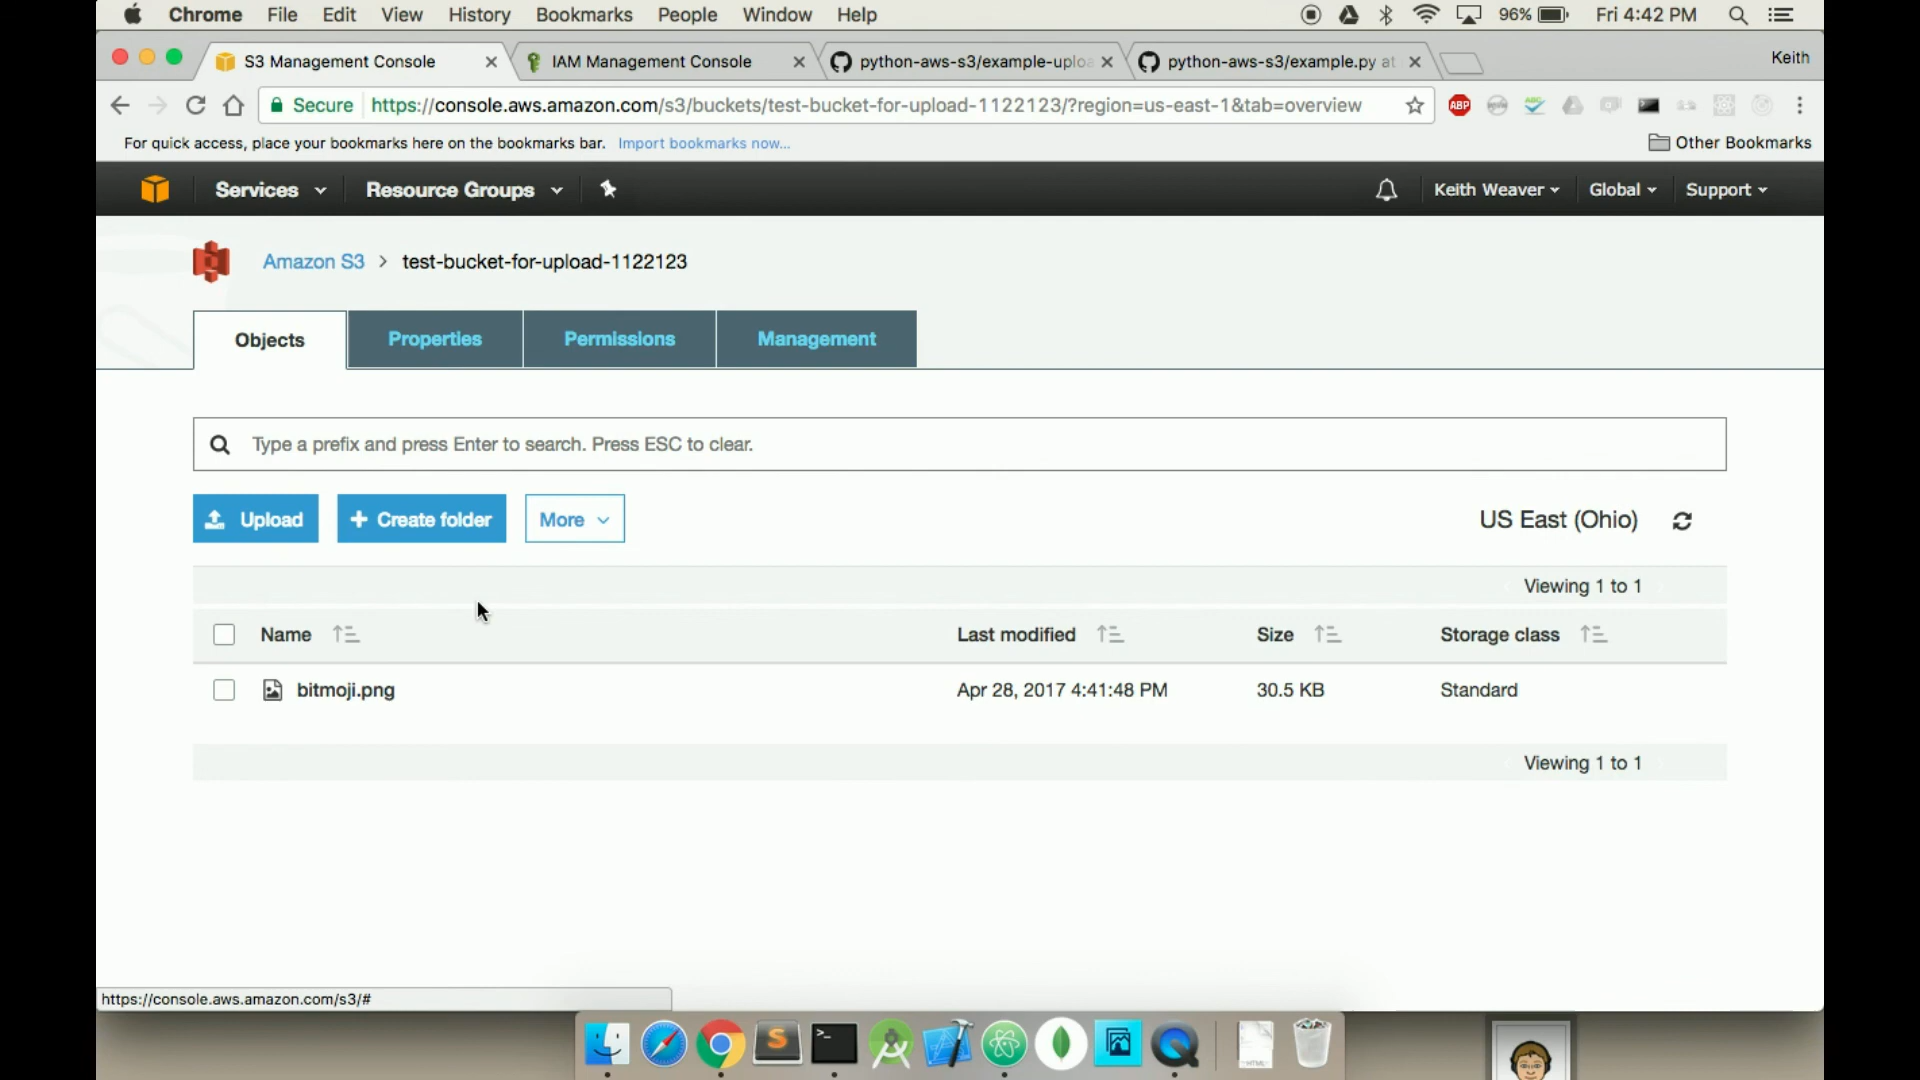 Chrome File Edit View History Bookmarks People Window Help 96% Fri 4:42 PM
S3 Management Console IAM Management Console python-aws-s3/example-uploa python-aws-s3/example.py at Keith
Secure https://console.aws.amazon.com/s3/buckets/test-bucket-for-upload-1122123/?region=us-east-1&tab=overview ABP
For quick access, place your bookmarks here on the bookmarks bar. Import bookmarks now... Other Bookmarks
Services Resource Groups Keith Weaver Global Support
Amazon S3 > test-bucket-for-upload-1122123
Objects Properties Permissions Management
Type a prefix and press Enter to search. Press ESC to clear.
Upload + Create folder More US East (Ohio)
Viewing 1 to 1
Name Last modified Size Storage class
bitmoji.png Apr 28, 2017 4:41:48 PM 30.5 KB Standard
Viewing 1 to 1
https://console.aws.amazon.com/s3/#